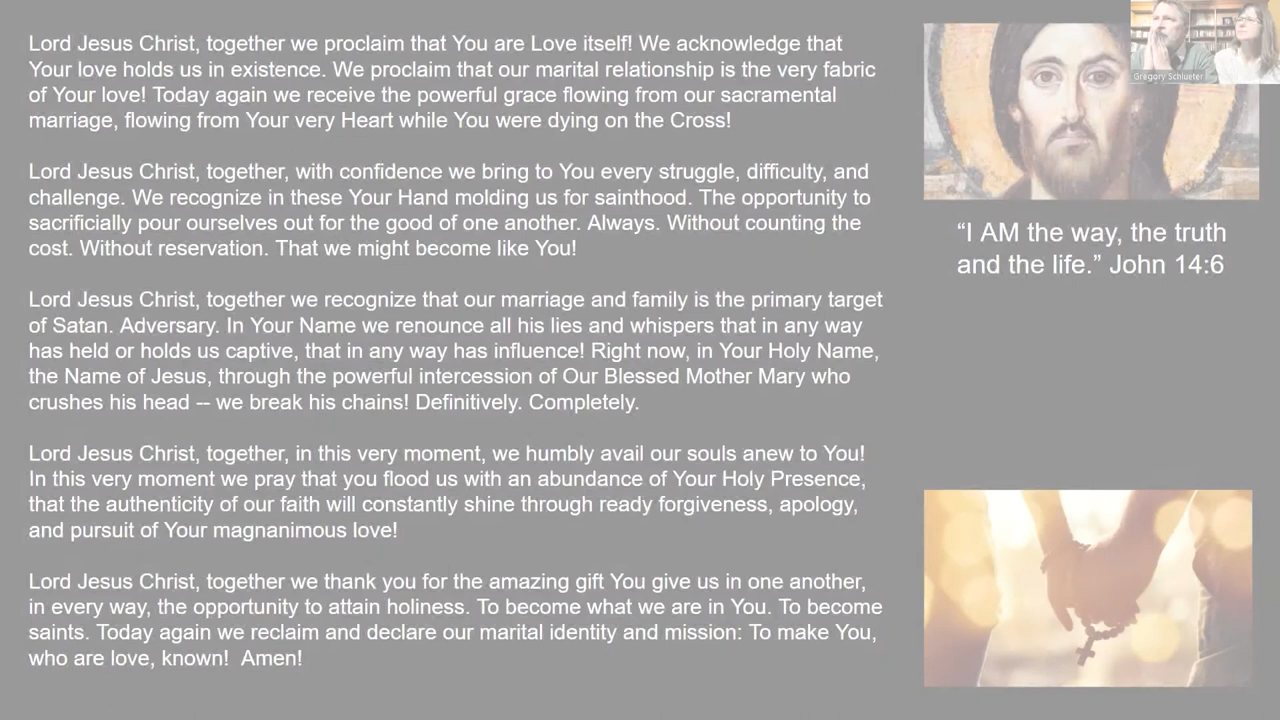 Lord Jesus Christ, together we proclaim that You are Love itself! We acknowledge that
Your love holds us in existence. We proclaim that our marital relationship is the very fabric
of Your love! Today again we receive the powerful grace flowing from our sacramental
marriage, flowing from Your very Heart while You were dying on the Cross!
Lord Jesus Christ, together, with confidence we bring to You every struggle, difficulty, and
challenge. We recognize in these Your Hand molding us for sainthood. The opportunity to
sacrificially pour ourselves out for the good of one another. Always. Without counting the
cost. Without reservation. That we might become like You!
Lord Jesus Christ, together we recognize that our marriage and family is the primary target
of Satan. Adversary. In Your Name we renounce all his lies and whispers that in any way
has held or holds us captive, that in any way has influence! Right now, in Your Holy Name,
the Name of Jesus, through the powerful intercession of Our Blessed Mother Mary who
crushes his head -- we break his chains! Definitively. Completely.
Lord Jesus Christ, together, in this very moment, we humbly avail our souls anew to You!
In this very moment we pray that you flood us with an abundance of Your Holy Presence,
that the authenticity of our faith will constantly shine through ready forgiveness, apology,
and pursuit of Your magnanimous love!
Lord Jesus Christ, together we thank you for the amazing gift You give us in one another,
in every way, the opportunity to attain holiness. To become what we are in You. To become
saints. Today again we reclaim and declare our marital identity and mission: To make You,
who are love, known!  Amen!
Gregory Schlueter
“I AM the way, the truth
and the life.” John 14:6